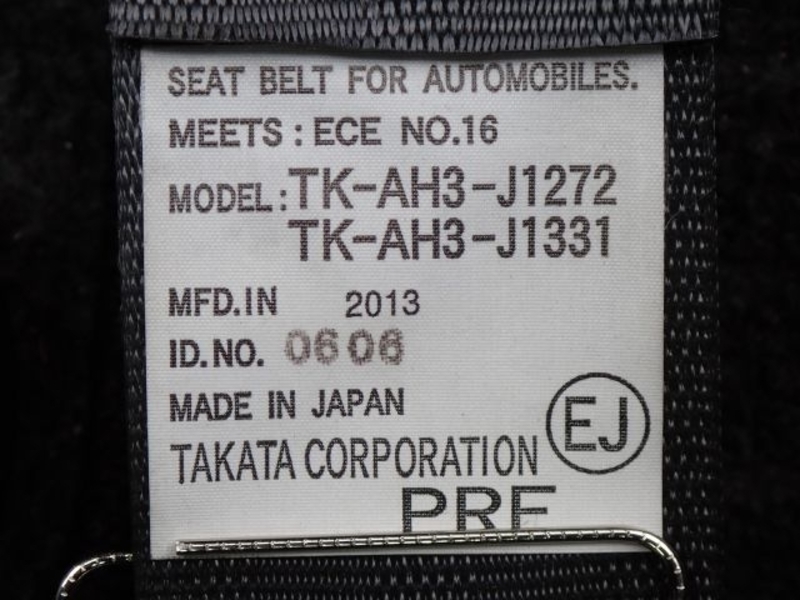 SEAT BELT FOR AUTOMOBILES.
MEETS : ECE NO.16
MODEL : TK-AH3-J1272
TK-AH3-J1331
MFD.IN 2013
ID.NO. 0606
MADE IN JAPAN
EJ
TAKATA CORPORATION